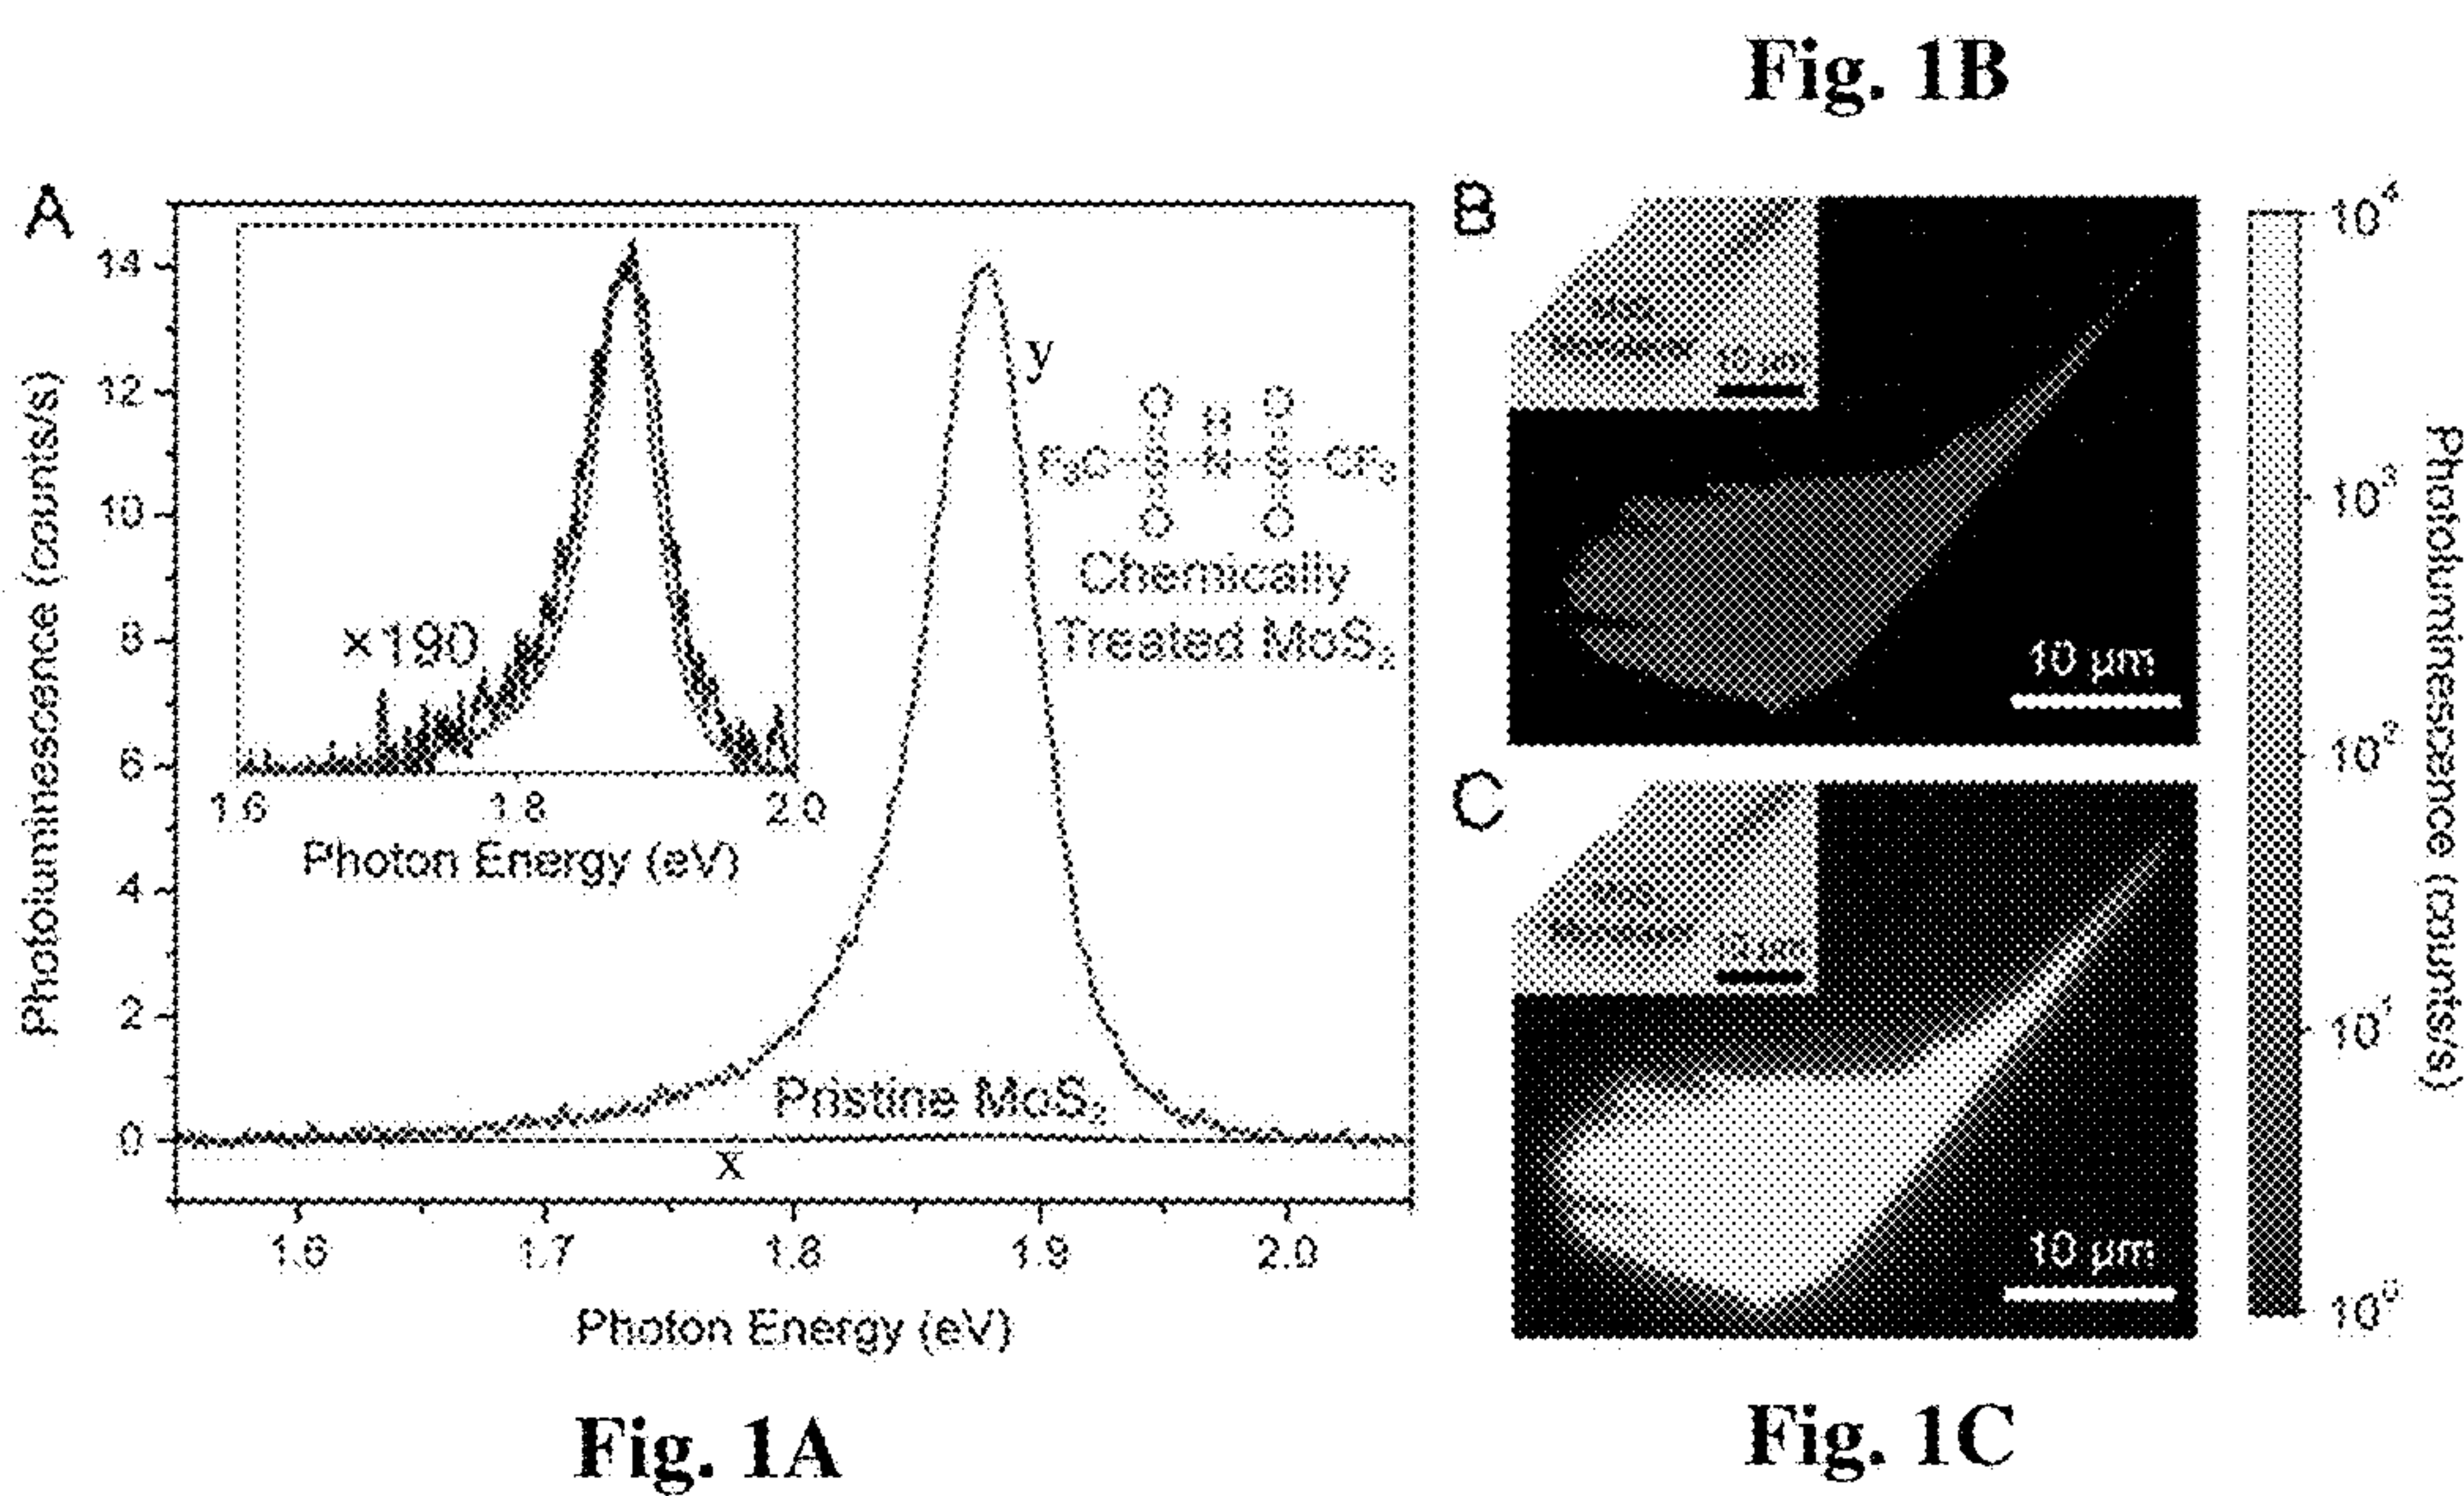 Fig. 1B
A
14
12
10
8
6
4
2
0
Photoluminescence (counts/s)
×190
1.6 1.8 2.0
Photon Energy (eV)
y
O H O
F₃C-S-N-S-CF₃
O O
Chemically
Treated MoS₂
Pristine MoS₂
x
1.6 1.7 1.8 1.9 2.0
Photon Energy (eV)
Fig. 1A
B
10 µm
C
10 µm
10⁴
10³
10²
10¹
10⁰
Photoluminescence (counts/s)
Fig. 1C